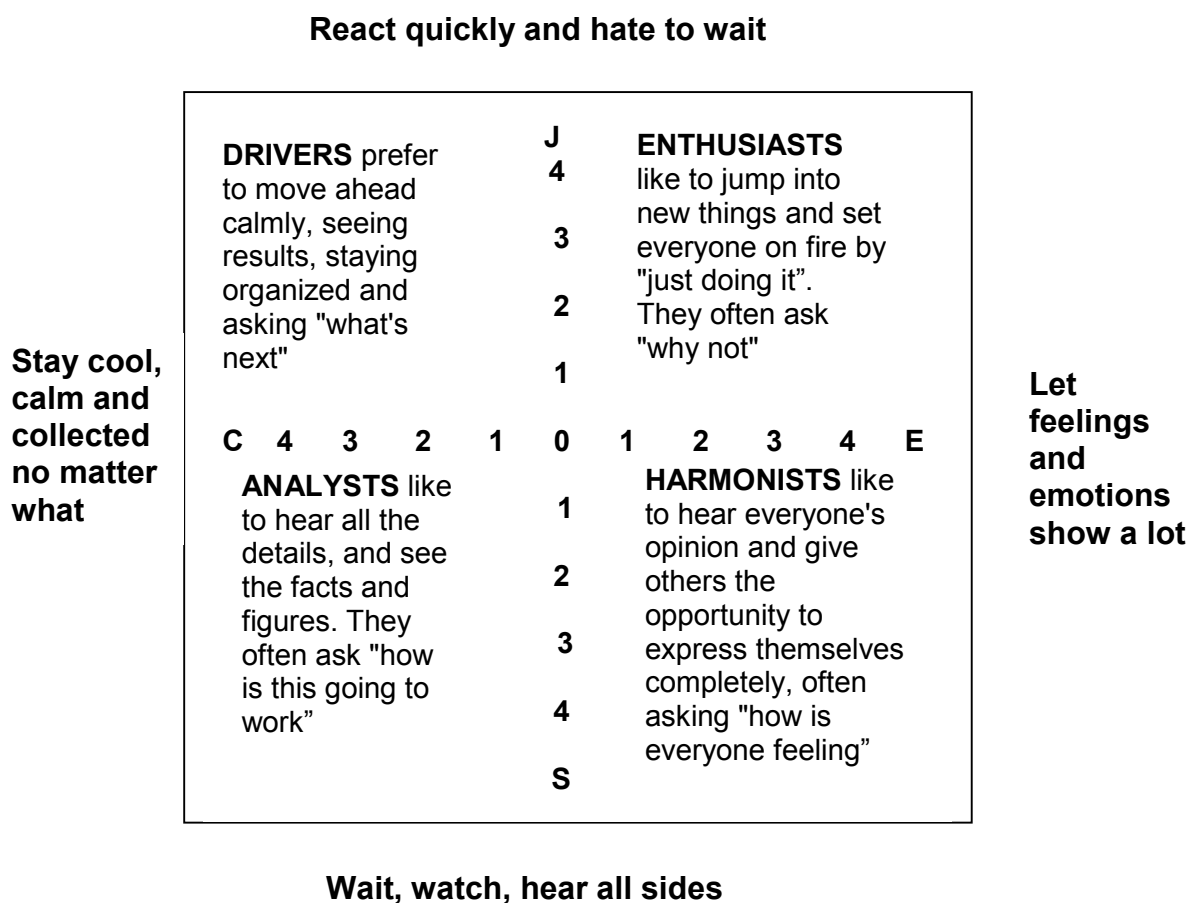 React quickly and hate to wait
DRIVERS prefer
to move ahead
calmly, seeing
results, staying
organized and
asking "what's
next"
J
4
3
2
1
ENTHUSIASTS
like to jump into
new things and set
everyone on fire by
"just doing it”.
They often ask
"why not"
Stay cool,
calm and
collected
no matter
what
C 4 3 2 1 0 1 2 3 4 E
Let
feelings
and
emotions
show a lot
ANALYSTS like
to hear all the
details, and see
the facts and
figures. They
often ask "how
is this going to
work”
1
2
3
4
S
HARMONISTS like
to hear everyone's
opinion and give
others the
opportunity to
express themselves
completely, often
asking "how is
everyone feeling”
Wait, watch, hear all sides